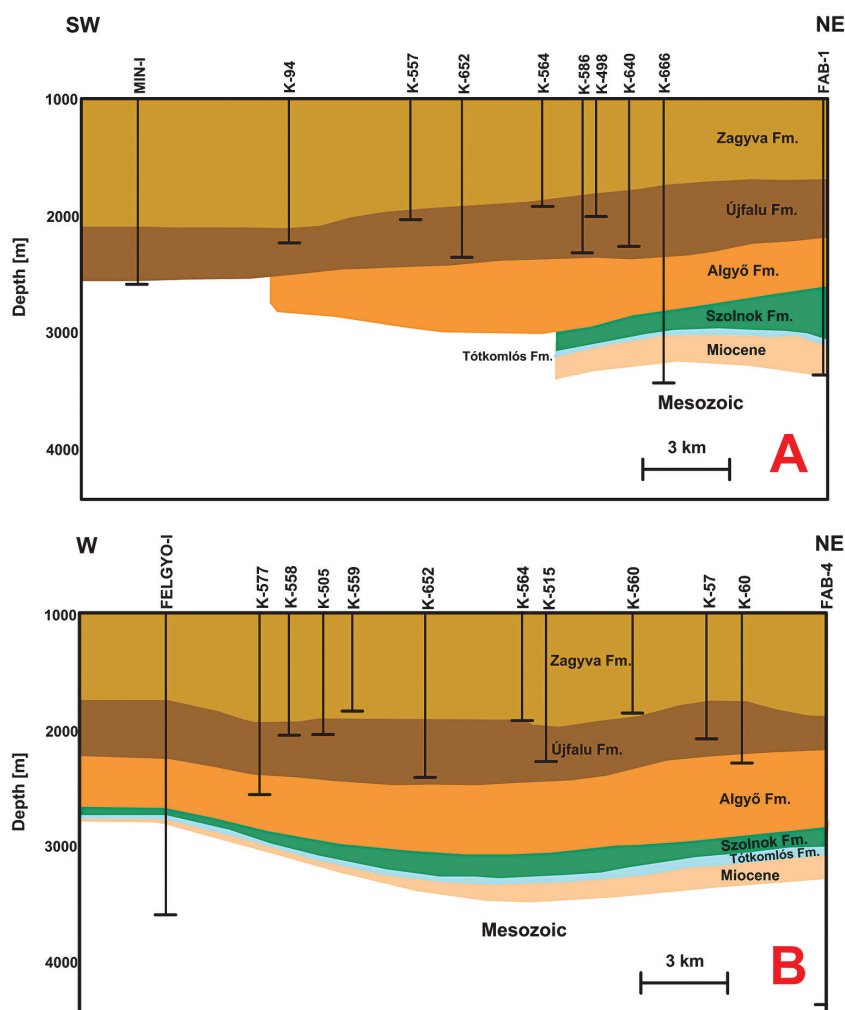 SW
NE
MIN-I
K-94
K-557
K-652
K-564
K-586
K-498
K-640
K-666
FAB-1
1000
2000
3000
4000
Depth [m]
Zagyva Fm.
Újfalu Fm.
Algyő Fm.
Szolnok Fm.
Tótkomlós Fm.
Miocene
Mesozoic
3 km
A
W
NE
FELGYO-I
K-577
K-558
K-505
K-559
K-652
K-564
K-515
K-560
K-57
K-60
FAB-4
1000
2000
3000
4000
Depth [m]
Zagyva Fm.
Újfalu Fm.
Algyő Fm.
Szolnok Fm.
Tótkomlós Fm.
Miocene
Mesozoic
3 km
B